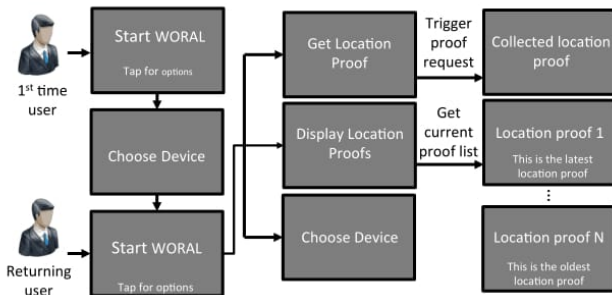 Start WORAL
Tap for options
1st time
user
Choose Device
Start WORAL
Tap for options
Returning
user
Get Location
Proof
Display Location
Proofs
Choose Device
Trigger
proof
request
Get
current
proof list
Collected location
proof
Location proof 1
This is the latest
location proof
...
Location proof N
This is the oldest
location proof